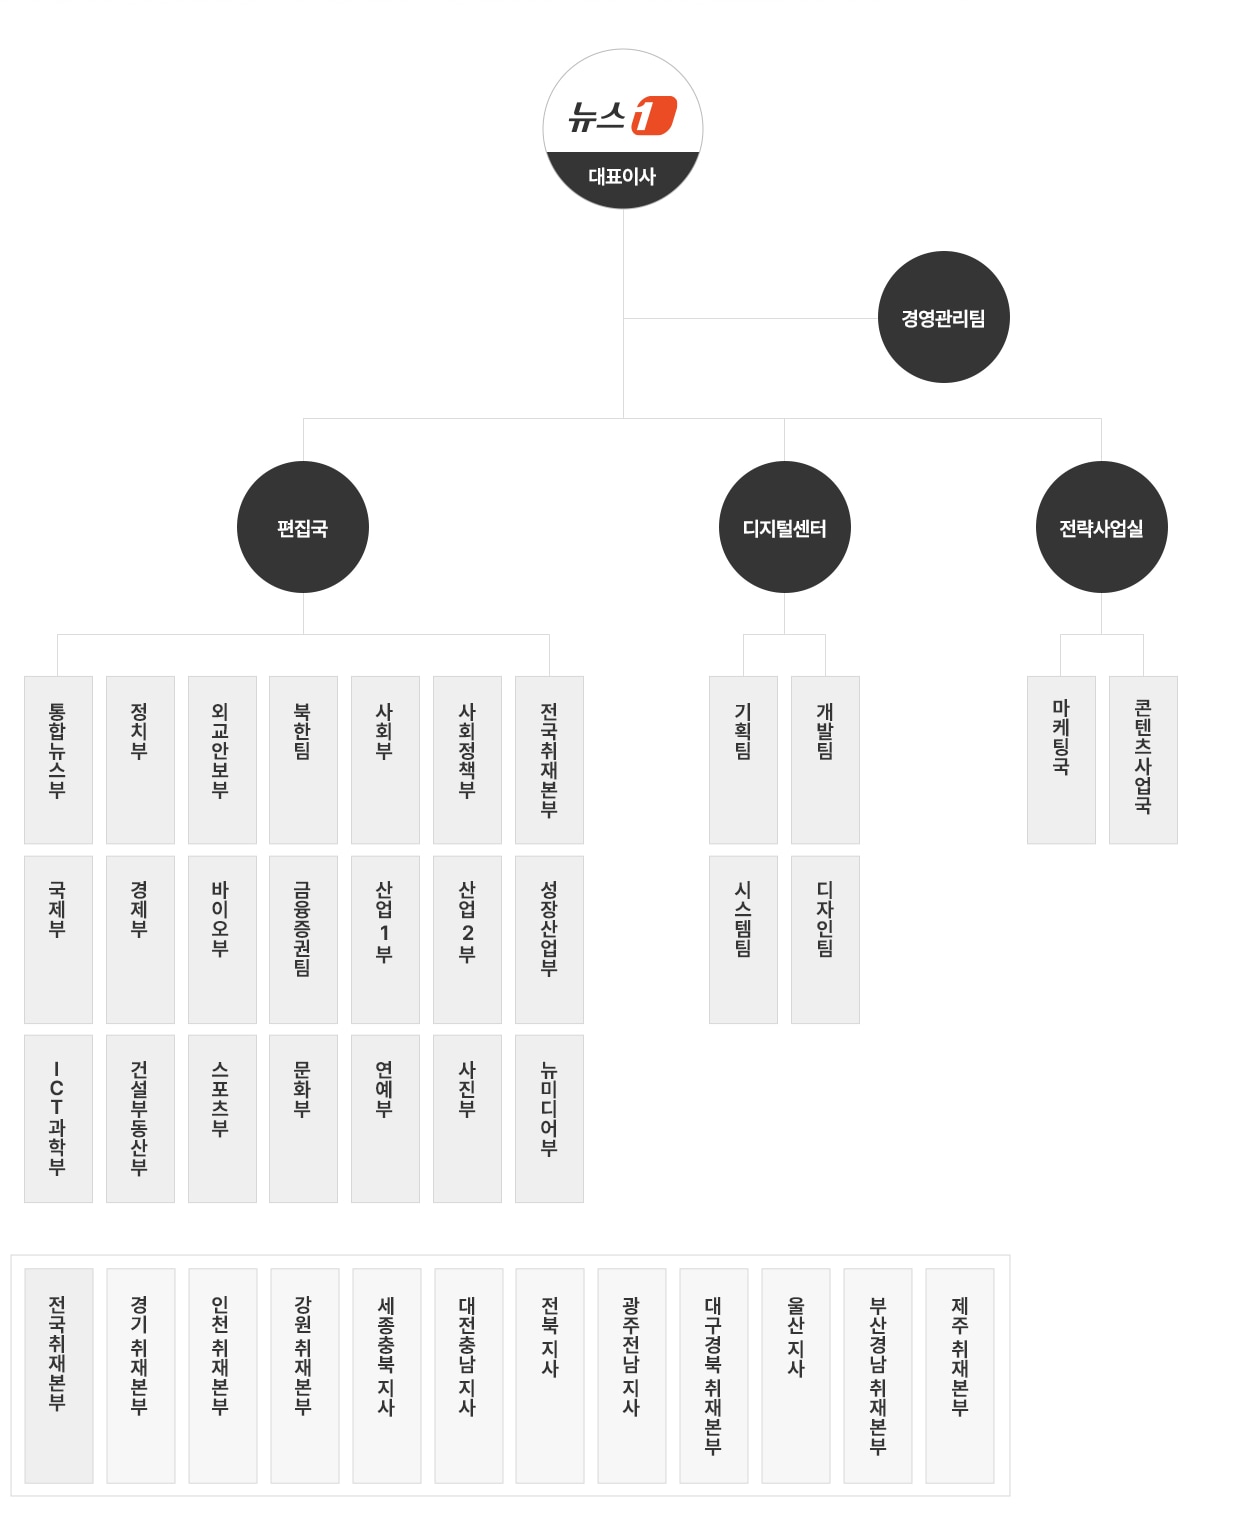 뉴스1
대표이사
경영관리팀
편집국
디지털센터
전략사업실
통합뉴스부
정치부
외교안보부
북한팀
사회부
사회정책부
전국취재본부
기획팀
개발팀
마케팅국
콘텐츠사업국
국제부
경제부
바이오부
금융증권팀
산업1부
산업2부
성장산업부
시스템팀
디자인팀
ICT과학부
건설부동산부
스포츠부
문화부
연예부
사진부
뉴미디어부
전국취재본부
경기 취재본부
인천 취재본부
강원 취재본부
세종충북 지사
대전충남 지사
전북 지사
광주전남 지사
대구경북 취재본부
울산 지사
부산경남 취재본부
제주 취재본부